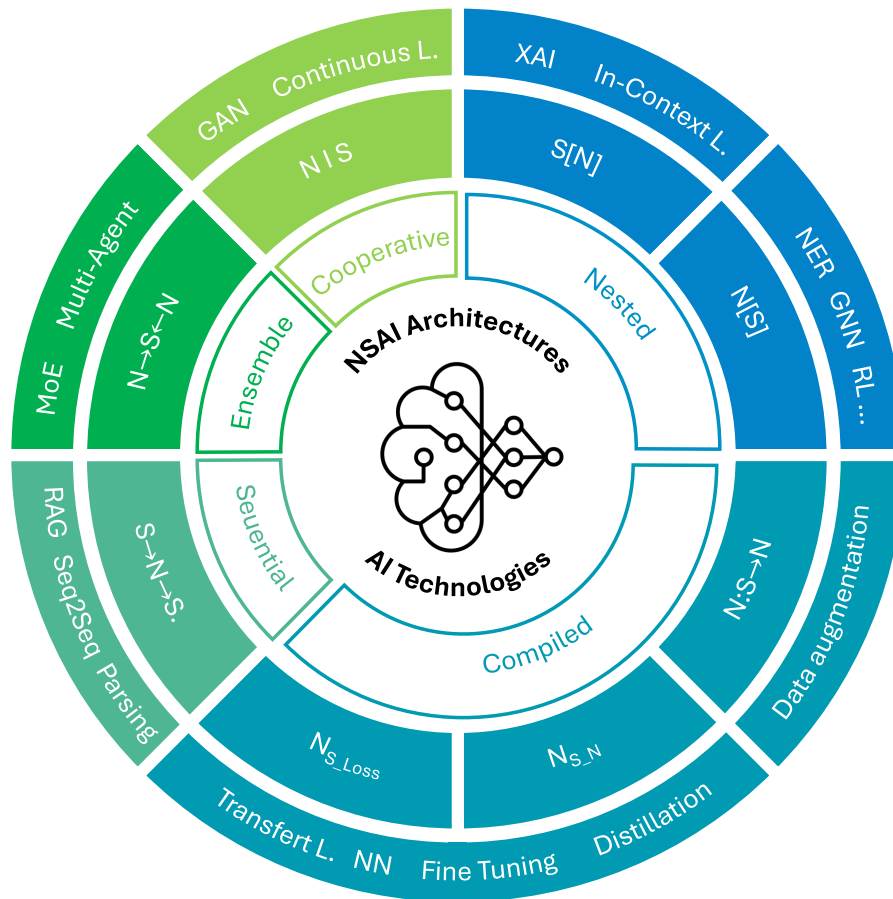 NSAI Architectures
AI Technologies
Nested
S[N]
XAI In-Context L.
N[S]
NER GNN RL ...
Compiled
N:S→N
Data augmentation
N_S_N
N_S_Loss
Transfert L. NN Fine Tuning Distillation
Seuential
S→N→S.
RAG Seq2Seq Parsing
Ensemble
N→S←N
MoE Multi-Agent
Cooperative
N I S
GAN Continuous L.